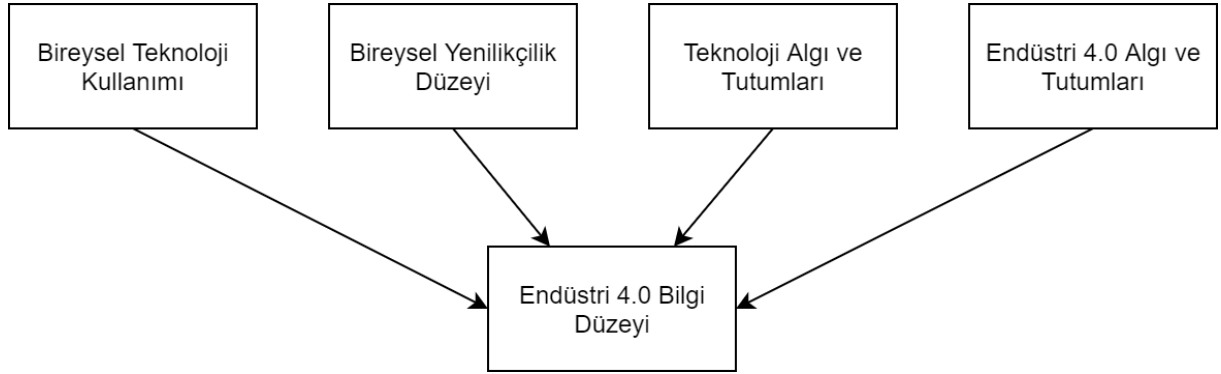 Bireysel Teknoloji
Kullanımı
Bireysel Yenilikçilik
Düzeyi
Teknoloji Algı ve
Tutumları
Endüstri 4.0 Algı ve
Tutumları
Endüstri 4.0 Bilgi
Düzeyi